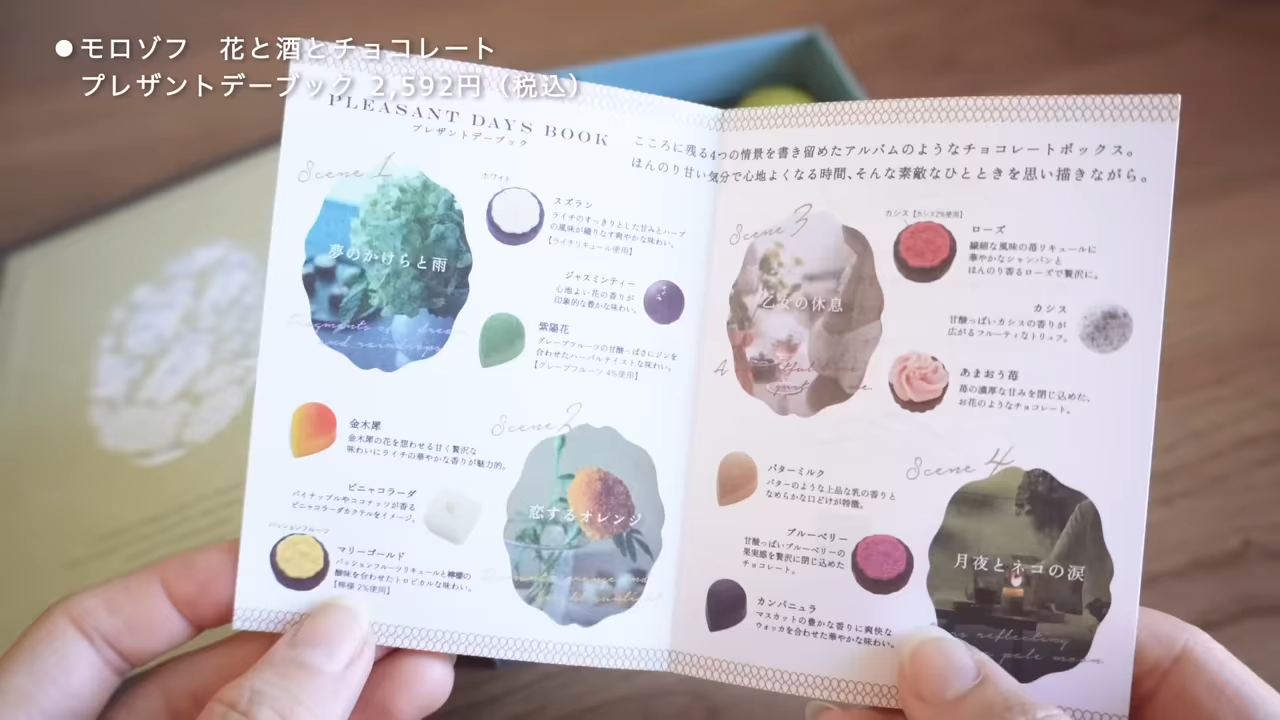 ●モロゾフ　花と酒とチョコレート
プレザントデーブック 2,592円（税込）
PLEASANT DAYS BOOK
プレザントデーブック
こころに残る4つの情景を書き留めたアルバムのようなチョコレートボックス。
ほんのり甘い気分で心地よくなる時間、そんな素敵なひとときを思い描きながら。
Scene 1
夢のかけらと雨
ホワイト
スズラン
ライチのすっきりとした甘みとハーブ
の風味が織りなす爽やかな味わい。
【ライチリキュール使用】
ジャスミンティー
心地よい花の香りが
印象的な豊かな味わい。
紫陽花
グレープフルーツの甘酸っぱさにジンを
合わせたハーバルテイストな味わい。
【グレープフルーツ 4%使用】
金木犀
金木犀の花を想わせる甘く贅沢な
味わいにライチの華やかな香りが魅力的。
Scene 2
恋するオレンジ
ピニャコラーダ
パイナップルやココナッツが香る
ピニャコラーダカクテルをイメージ。
パッションフルーツ
マリーゴールド
パッションフルーツリキュールと檸檬の
酸味を合わせたトロピカルな味わい。
【檸檬 2%使用】
Scene 3
乙女の休息
カシス【カシス2%使用】
ローズ
繊細な風味の苺リキュールに
華やかなシャンパンと
ほんのり香るローズで贅沢に。
カシス
甘酸っぱいカシスの香りが
広がるフルーティなトリュフ。
あまおう苺
苺の濃厚な甘みを閉じ込めた、
お花のようなチョコレート。
バターミルク
バターのような上品な乳の香りと
なめらかな口どけが特徴。
Scene 4
月夜とネコの涙
ブルーベリー
甘酸っぱいブルーベリーの
果実感を贅沢に閉じ込めた
チョコレート。
カンパニュラ
マスカットの豊かな香りに爽快な
ウォッカを合わせた華やかな味わい。
reflecting
pale moon